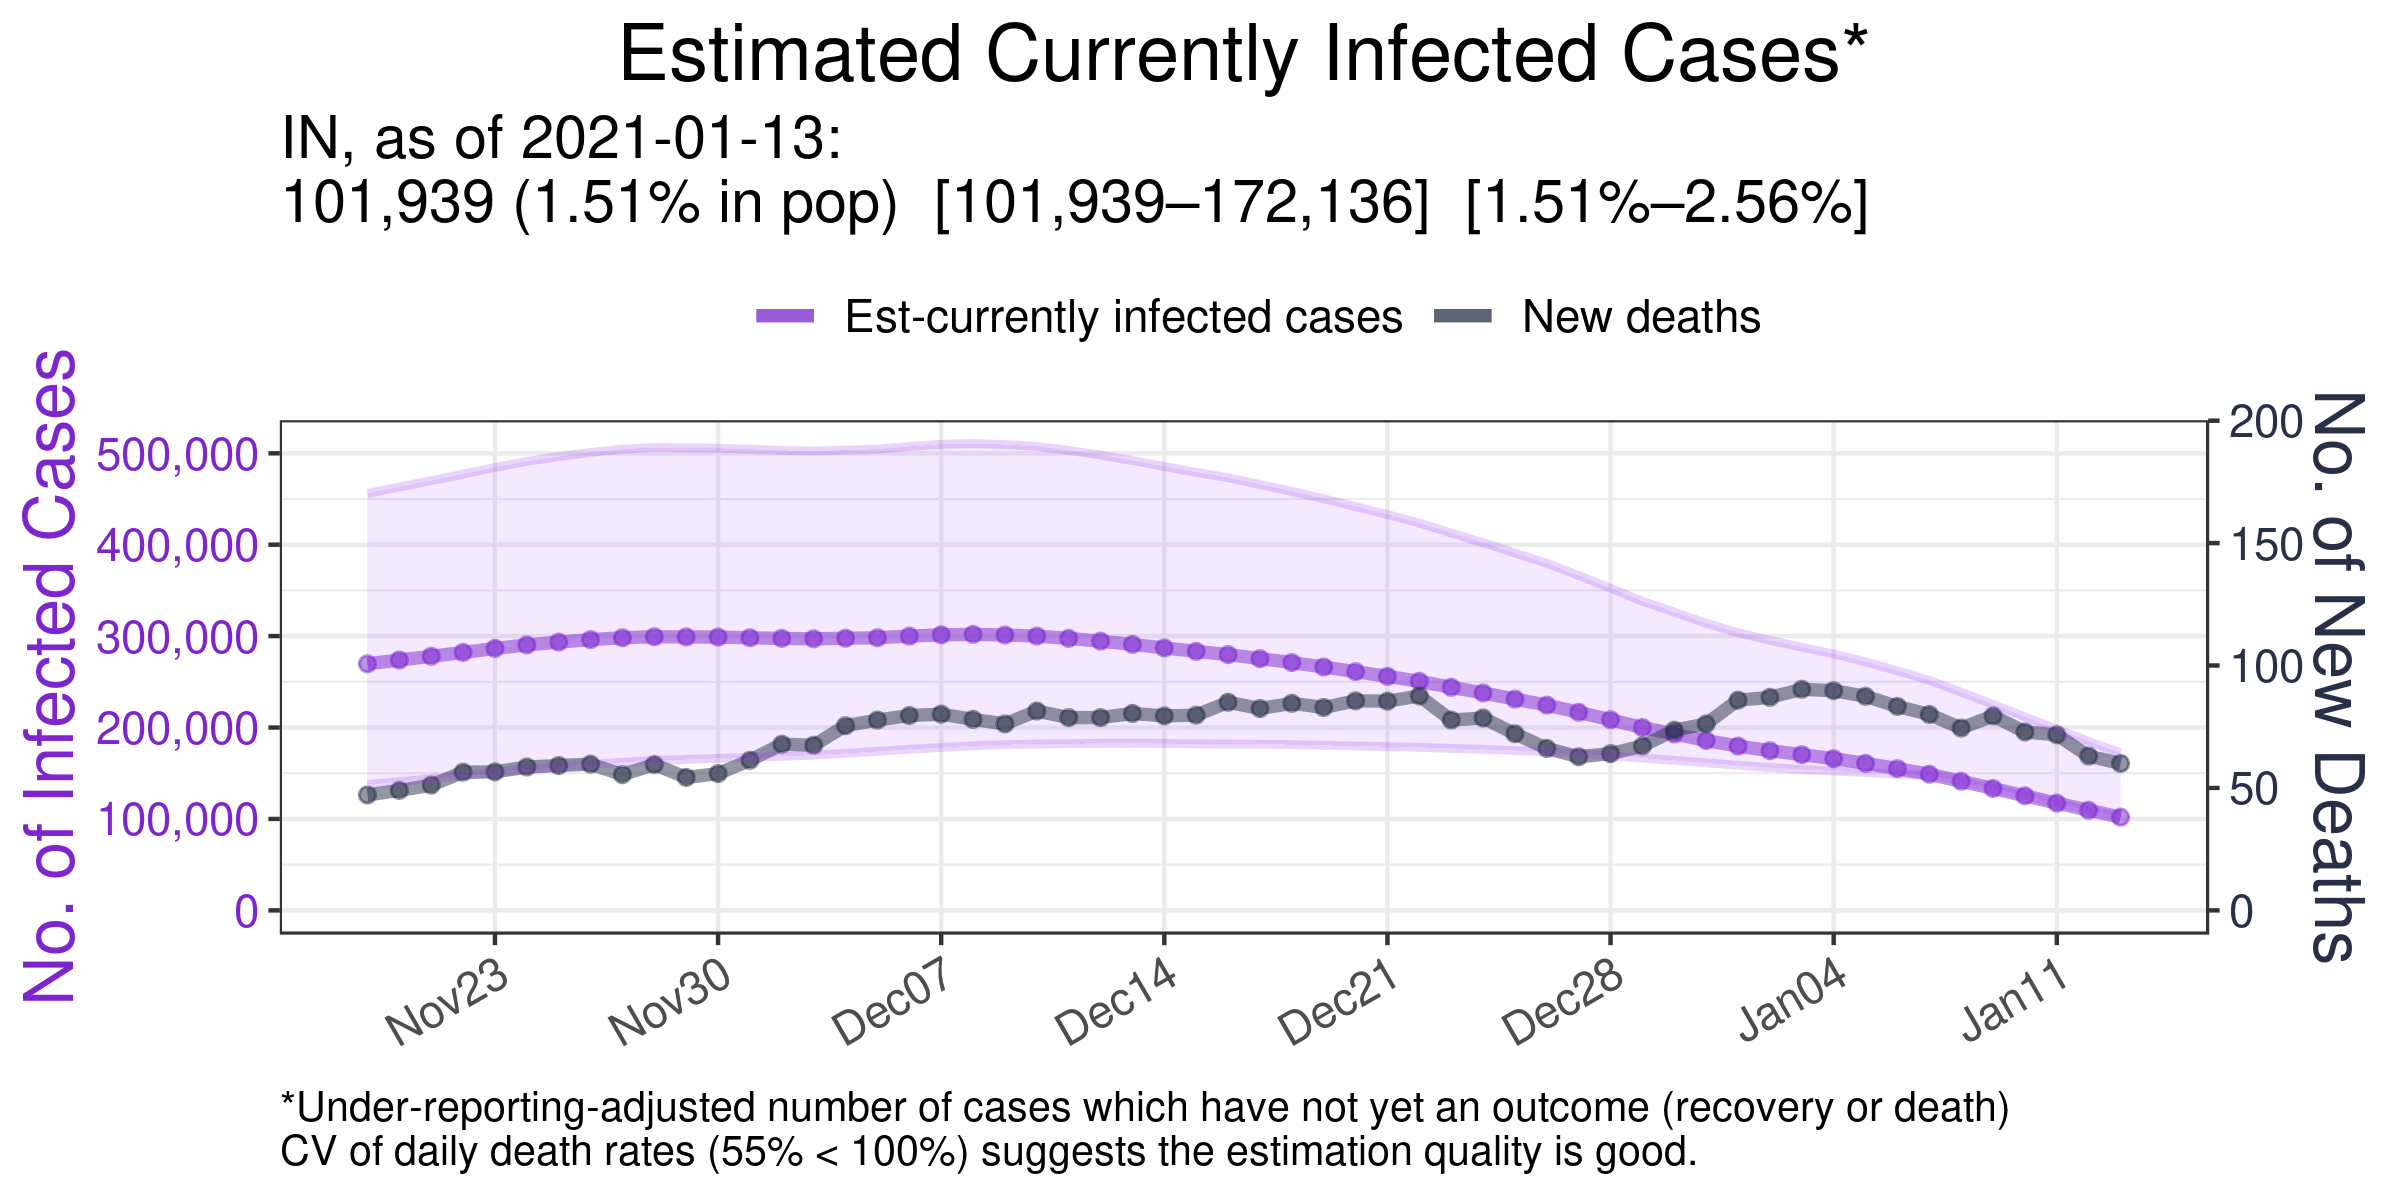 Estimated Currently Infected Cases*
IN, as of 2021-01-13:
101,939 (1.51% in pop)  [101,939–172,136]  [1.51%–2.56%]
Est-currently infected cases
New deaths
No. of Infected Cases
500,000
400,000
300,000
200,000
100,000
0
200
150
100
50
0
No. of New Deaths
Nov23
Nov30
Dec07
Dec14
Dec21
Dec28
Jan04
Jan11
*Under-reporting-adjusted number of cases which have not yet an outcome (recovery or death)
CV of daily death rates (55% < 100%) suggests the estimation quality is good.